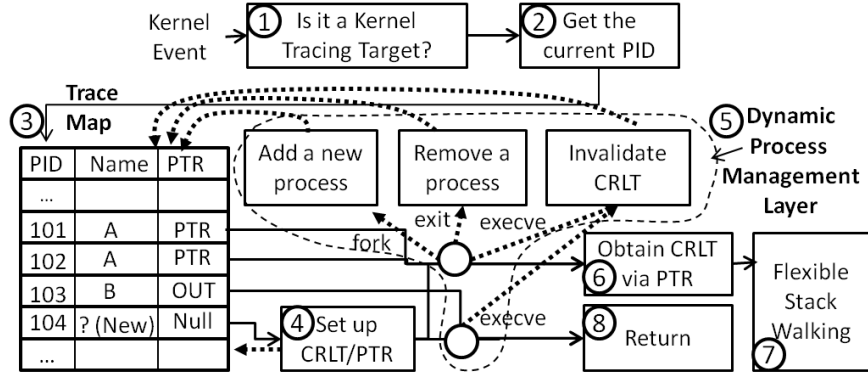 Kernel
Event
1
Is it a Kernel
Tracing Target?
2
Get the
current PID
3
Trace
Map
PID Name PTR
...
101 A PTR
102 A PTR
103 B OUT
104 ? (New) Null
...
Add a new
process
Remove a
process
Invalidate
CRLT
5
Dynamic
Process
Management
Layer
fork
exit
execve
4
Set up
CRLT/PTR
execve
Obtain CRLT
6
via PTR
8
Return
Flexible
Stack
Walking
7